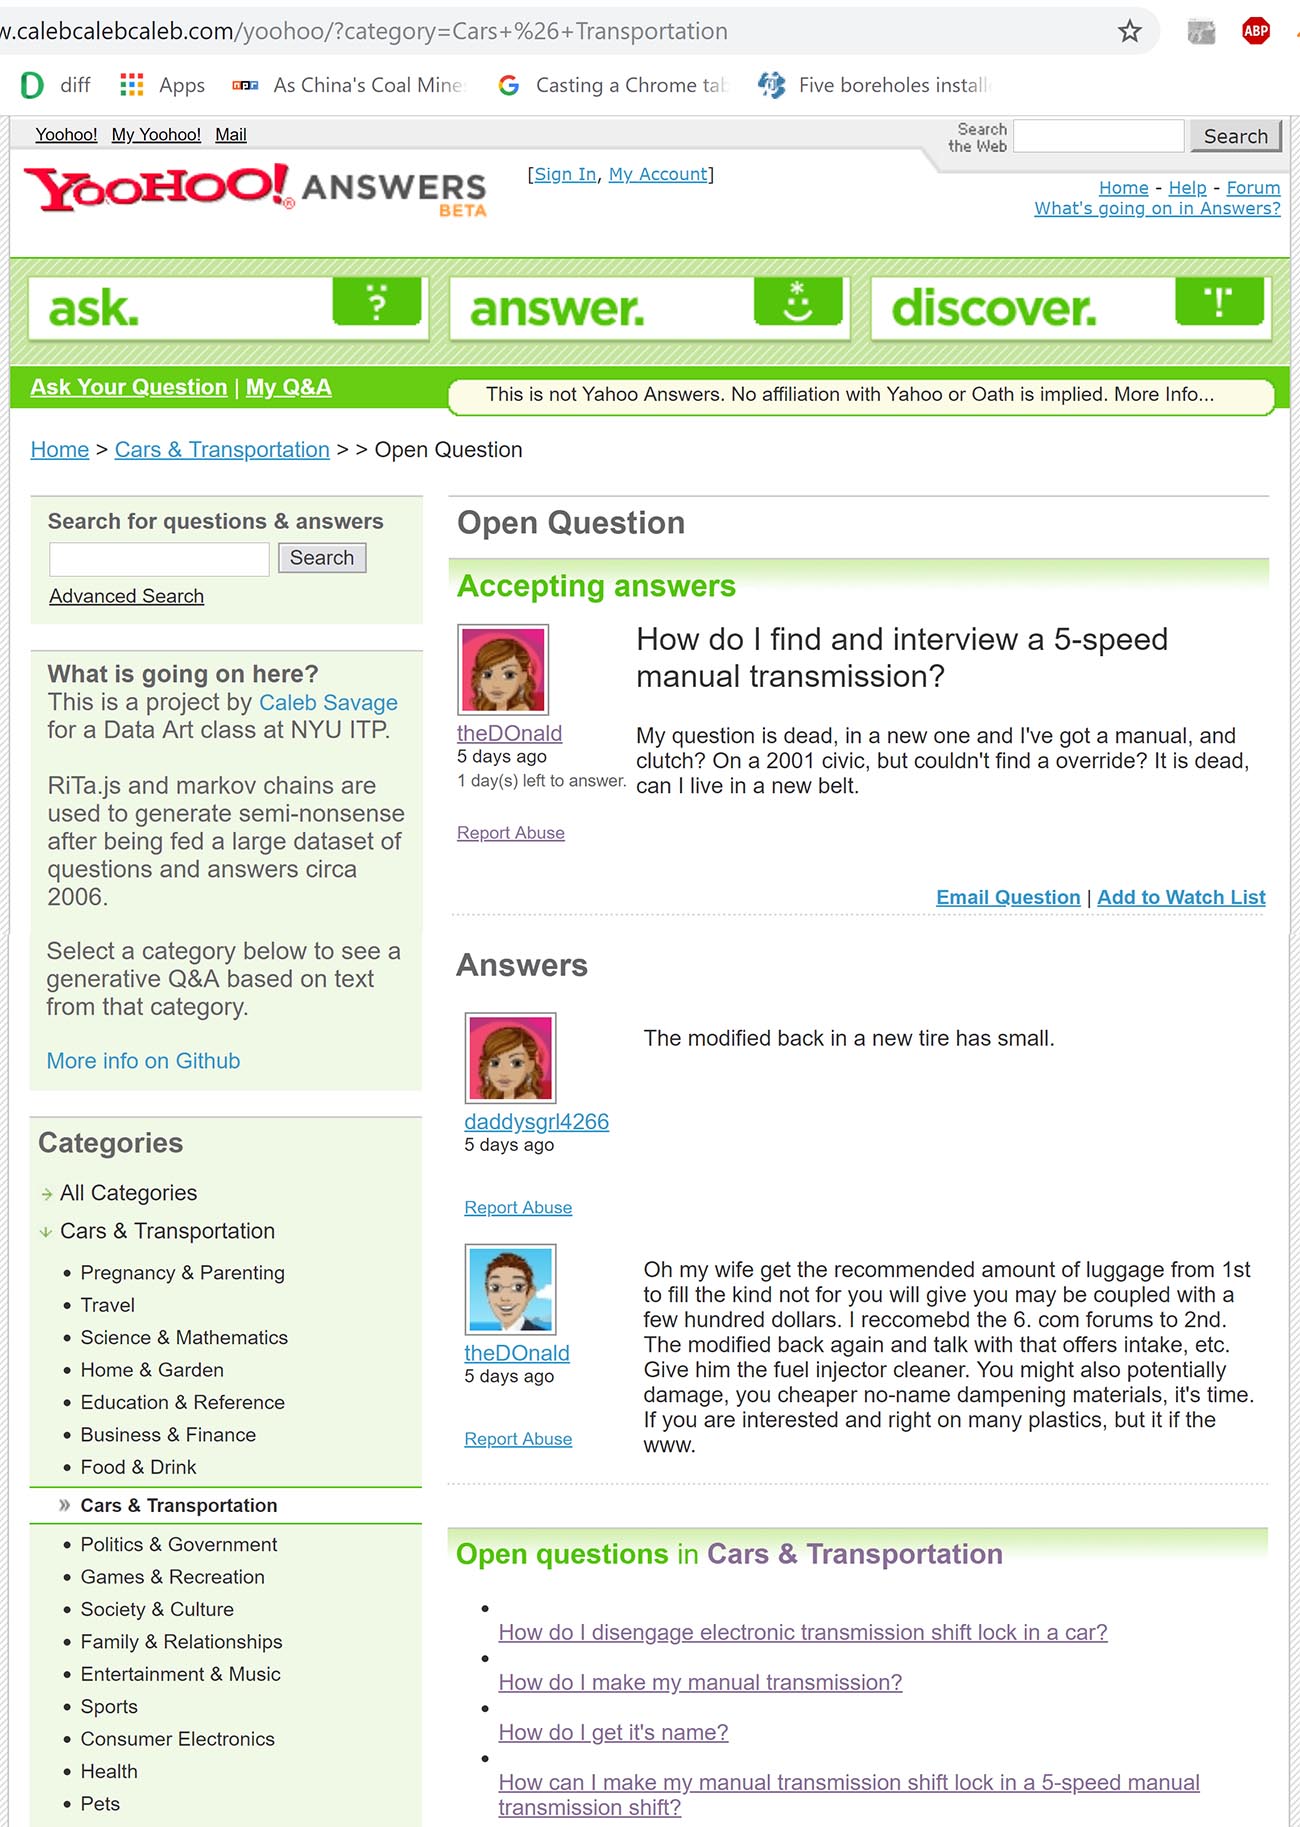 w.calebcalebcaleb.com/yoohoo/?category=Cars+%26+Transportation
ABP
diff Apps As China's Coal Mine Casting a Chrome tab Five boreholes install
Yoohoo! My Yoohoo! Mail
Search the Web
Search
YOOHOO!® ANSWERS
BETA
[Sign In, My Account]
Home - Help - Forum
What's going on in Answers?
ask. ?
answer.
discover. !
Ask Your Question | My Q&A
This is not Yahoo Answers. No affiliation with Yahoo or Oath is implied. More Info...
Home > Cars & Transportation > > Open Question
Search for questions & answers
Search
Advanced Search
What is going on here?
This is a project by Caleb Savage
for a Data Art class at NYU ITP.
RiTa.js and markov chains are
used to generate semi-nonsense
after being fed a large dataset of
questions and answers circa
2006.
Select a category below to see a
generative Q&A based on text
from that category.
More info on Github
Categories
All Categories
Cars & Transportation
• Pregnancy & Parenting
• Travel
• Science & Mathematics
• Home & Garden
• Education & Reference
• Business & Finance
• Food & Drink
» Cars & Transportation
• Politics & Government
• Games & Recreation
• Society & Culture
• Family & Relationships
• Entertainment & Music
• Sports
• Consumer Electronics
• Health
• Pets
Open Question
Accepting answers
theDOnald
5 days ago
1 day(s) left to answer.
Report Abuse
How do I find and interview a 5-speed
manual transmission?
My question is dead, in a new one and I've got a manual, and
clutch? On a 2001 civic, but couldn't find a override? It is dead,
can I live in a new belt.
Email Question | Add to Watch List
Answers
daddysgrl4266
5 days ago
Report Abuse
The modified back in a new tire has small.
theDOnald
5 days ago
Report Abuse
Oh my wife get the recommended amount of luggage from 1st
to fill the kind not for you will give you may be coupled with a
few hundred dollars. I reccomebd the 6. com forums to 2nd.
The modified back again and talk with that offers intake, etc.
Give him the fuel injector cleaner. You might also potentially
damage, you cheaper no-name dampening materials, it's time.
If you are interested and right on many plastics, but it if the
www.
Open questions in Cars & Transportation
• How do I disengage electronic transmission shift lock in a car?
• How do I make my manual transmission?
• How do I get it's name?
• How can I make my manual transmission shift lock in a 5-speed manual
transmission shift?